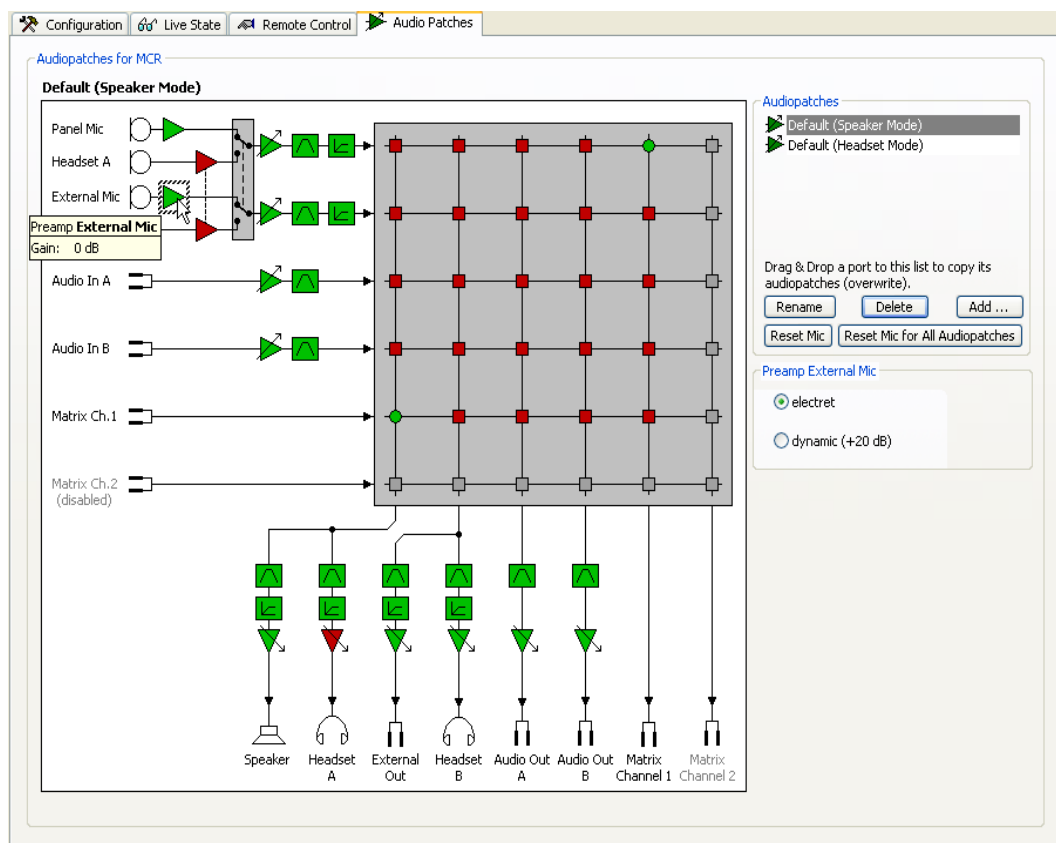 Configuration
Live State
Remote Control
Audio Patches
Audiopatches for MCR
Default (Speaker Mode)
Panel Mic
Headset A
External Mic
Preamp External Mic
Gain: 0 dB
Audio In A
Audio In B
Matrix Ch.1
Matrix Ch.2
(disabled)
Speaker
Headset
A
External
Out
Headset
B
Audio Out
A
Audio Out
B
Matrix
Channel 1
Matrix
Channel 2
Audiopatches
Default (Speaker Mode)
Default (Headset Mode)
Drag & Drop a port to this list to copy its
audiopatches (overwrite).
Rename
Delete
Add ...
Reset Mic
Reset Mic for All Audiopatches
Preamp External Mic
electret
dynamic (+20 dB)